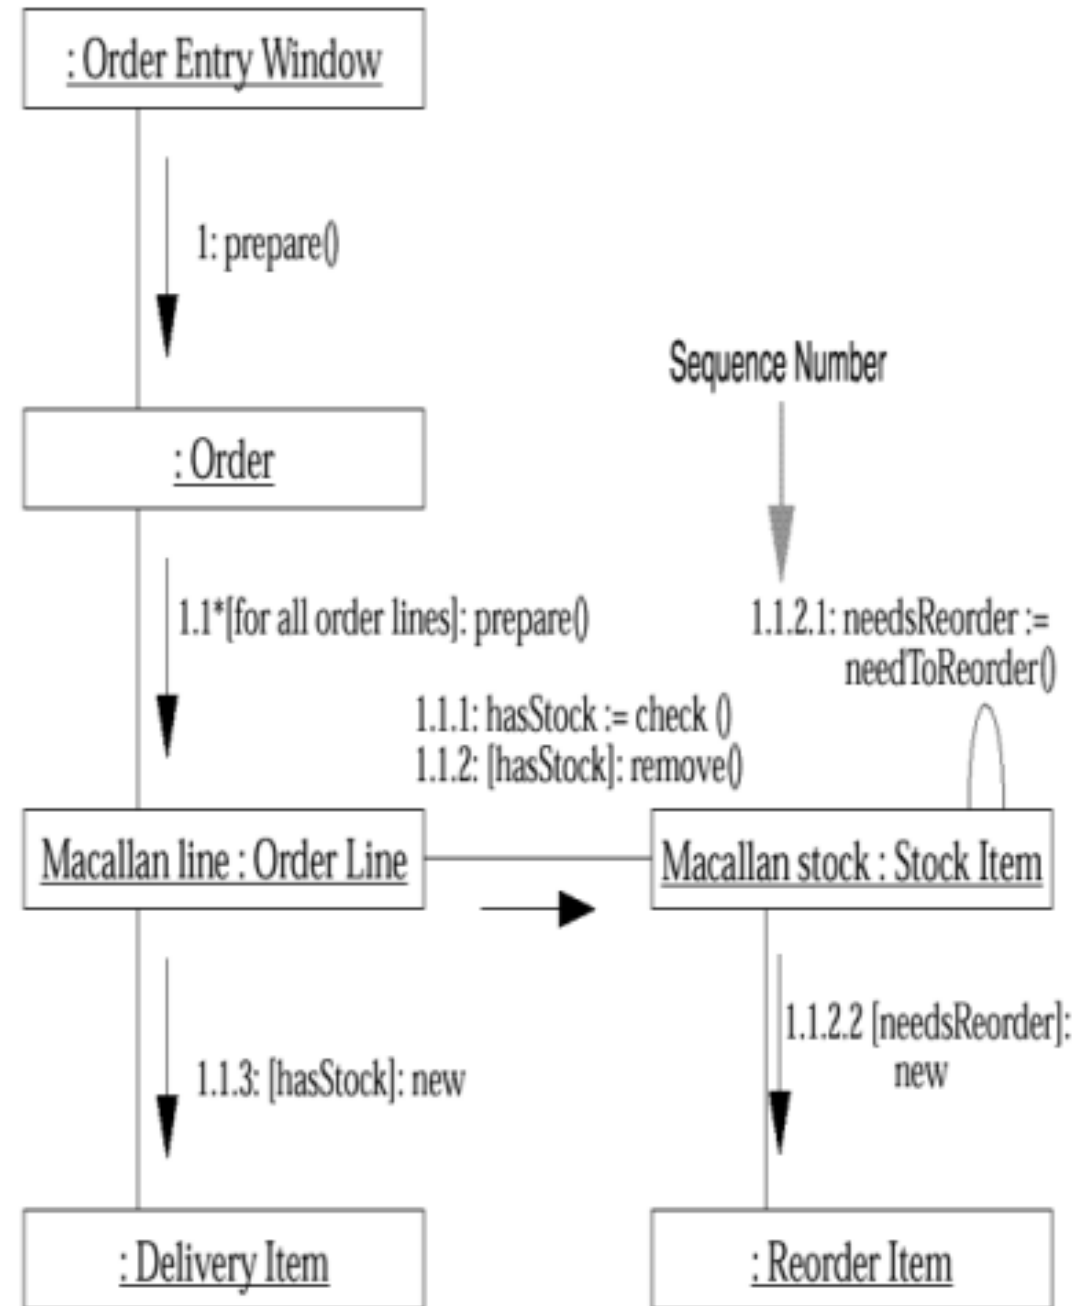 : Order Entry Window
1: prepare()
Sequence Number
: Order
1.1*[for all order lines]: prepare()
1.1.2.1: needsReorder :=
needToReorder()
1.1.1: hasStock := check ()
1.1.2: [hasStock]: remove()
Macallan line : Order Line
Macallan stock : Stock Item
1.1.2.2 [needsReorder]:
new
1.1.3: [hasStock]: new
: Delivery Item
: Reorder Item